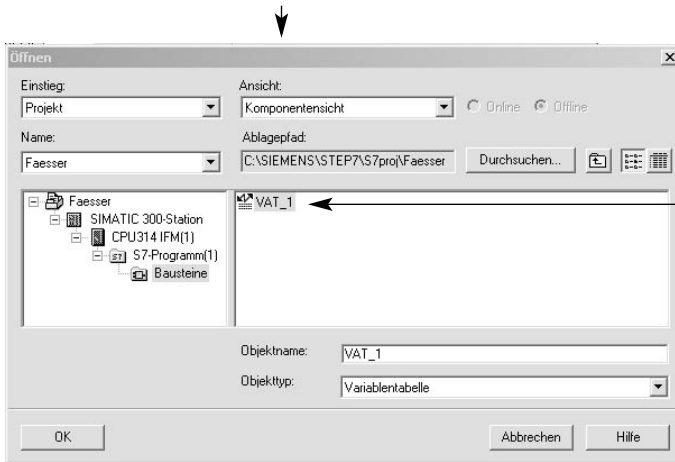 Öffnen
Einstieg:
Ansicht:
Projekt
Komponentensicht
Online
Offline
Name:
Ablagepfad:
Faesser
C:\SIEMENS\STEP7\S7proj\Faesser
Durchsuchen...
Faesser
SIMATIC 300-Station
CPU314 IFM(1)
S7-Programm(1)
Bausteine
VAT_1
Objektname:
VAT_1
Objekttyp:
Variablentabelle
OK
Abbrechen
Hilfe